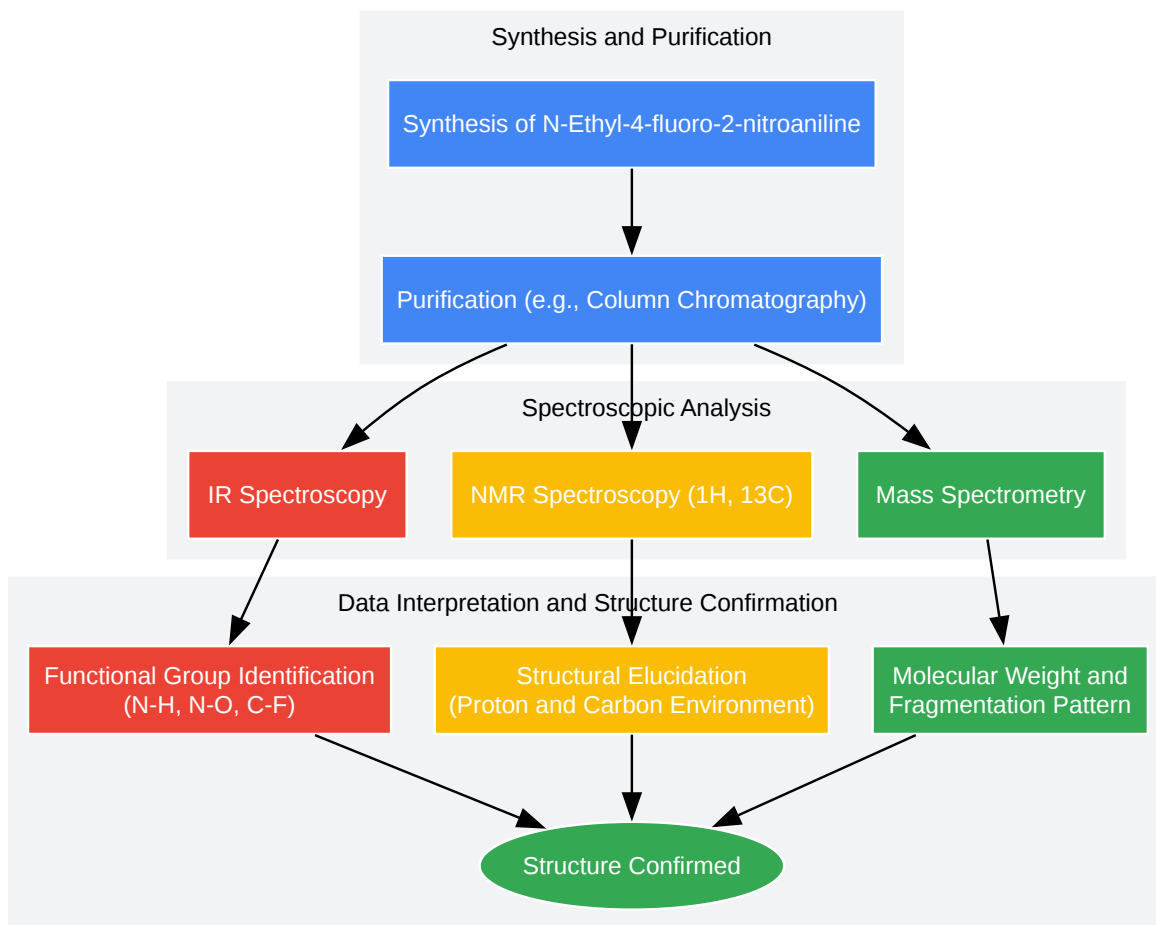 Synthesis and Purification
Synthesis of N-Ethyl-4-fluoro-2-nitroaniline
Purification (e.g., Column Chromatography)
Spectroscopic Analysis
IR Spectroscopy
NMR Spectroscopy (1H, 13C)
Mass Spectrometry
Data Interpretation and Structure Confirmation
Functional Group Identification
(N-H, N-O, C-F)
Structural Elucidation
(Proton and Carbon Environment)
Molecular Weight and
Fragmentation Pattern
Structure Confirmed